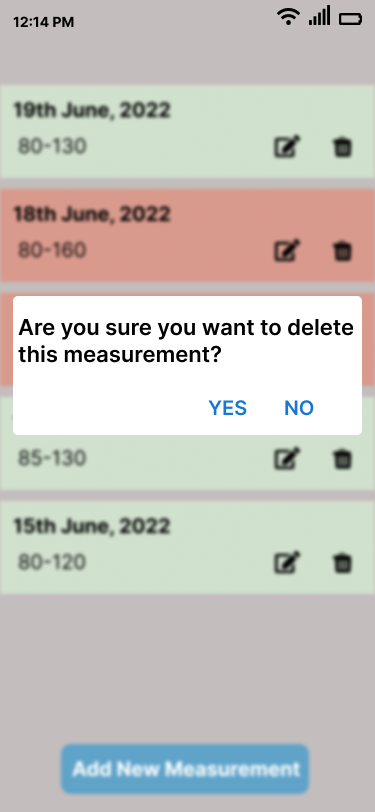 12:14 PM
19th June, 2022
80-130
18th June, 2022
80-160
Are you sure you want to delete
this measurement?
YES NO
85-130
15th June, 2022
80-120
Add New Measurement